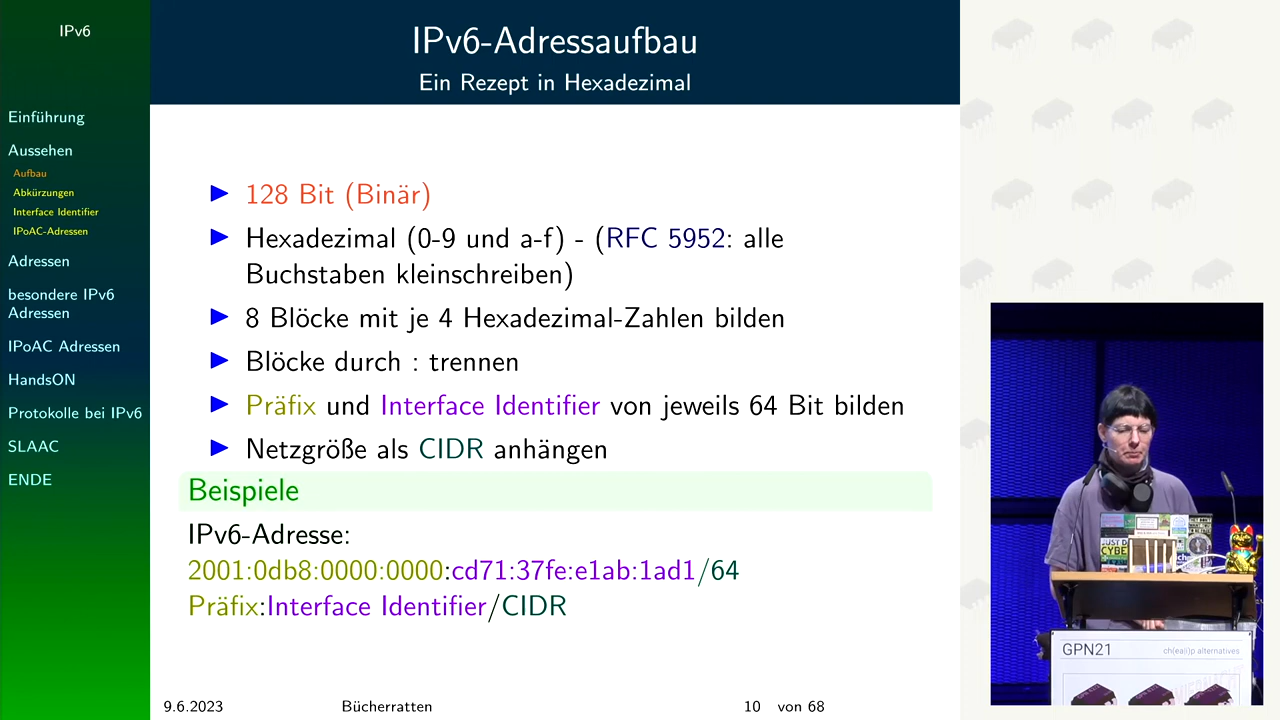 IPv6
Einführung
Aussehen
Aufbau
Abkürzungen
Interface Identifier
IPoAC-Adressen
Adressen
besondere IPv6
Adressen
IPoAC Adressen
HandsON
Protokolle bei IPv6
SLAAC
ENDE
IPv6-Adressaufbau
Ein Rezept in Hexadezimal
128 Bit (Binär)
Hexadezimal (0-9 und a-f) - (RFC 5952: alle
Buchstaben kleinschreiben)
8 Blöcke mit je 4 Hexadezimal-Zahlen bilden
Blöcke durch : trennen
Präfix und Interface Identifier von jeweils 64 Bit bilden
Netzgröße als CIDR anhängen
Beispiele
IPv6-Adresse:
2001:0db8:0000:0000:cd71:37fe:e1ab:1ad1/64
Präfix:Interface Identifier/CIDR
9.6.2023 Bücherratten 10 von 68
JUST D
CYBE
GPN21 ch(ea|i)p alternatives